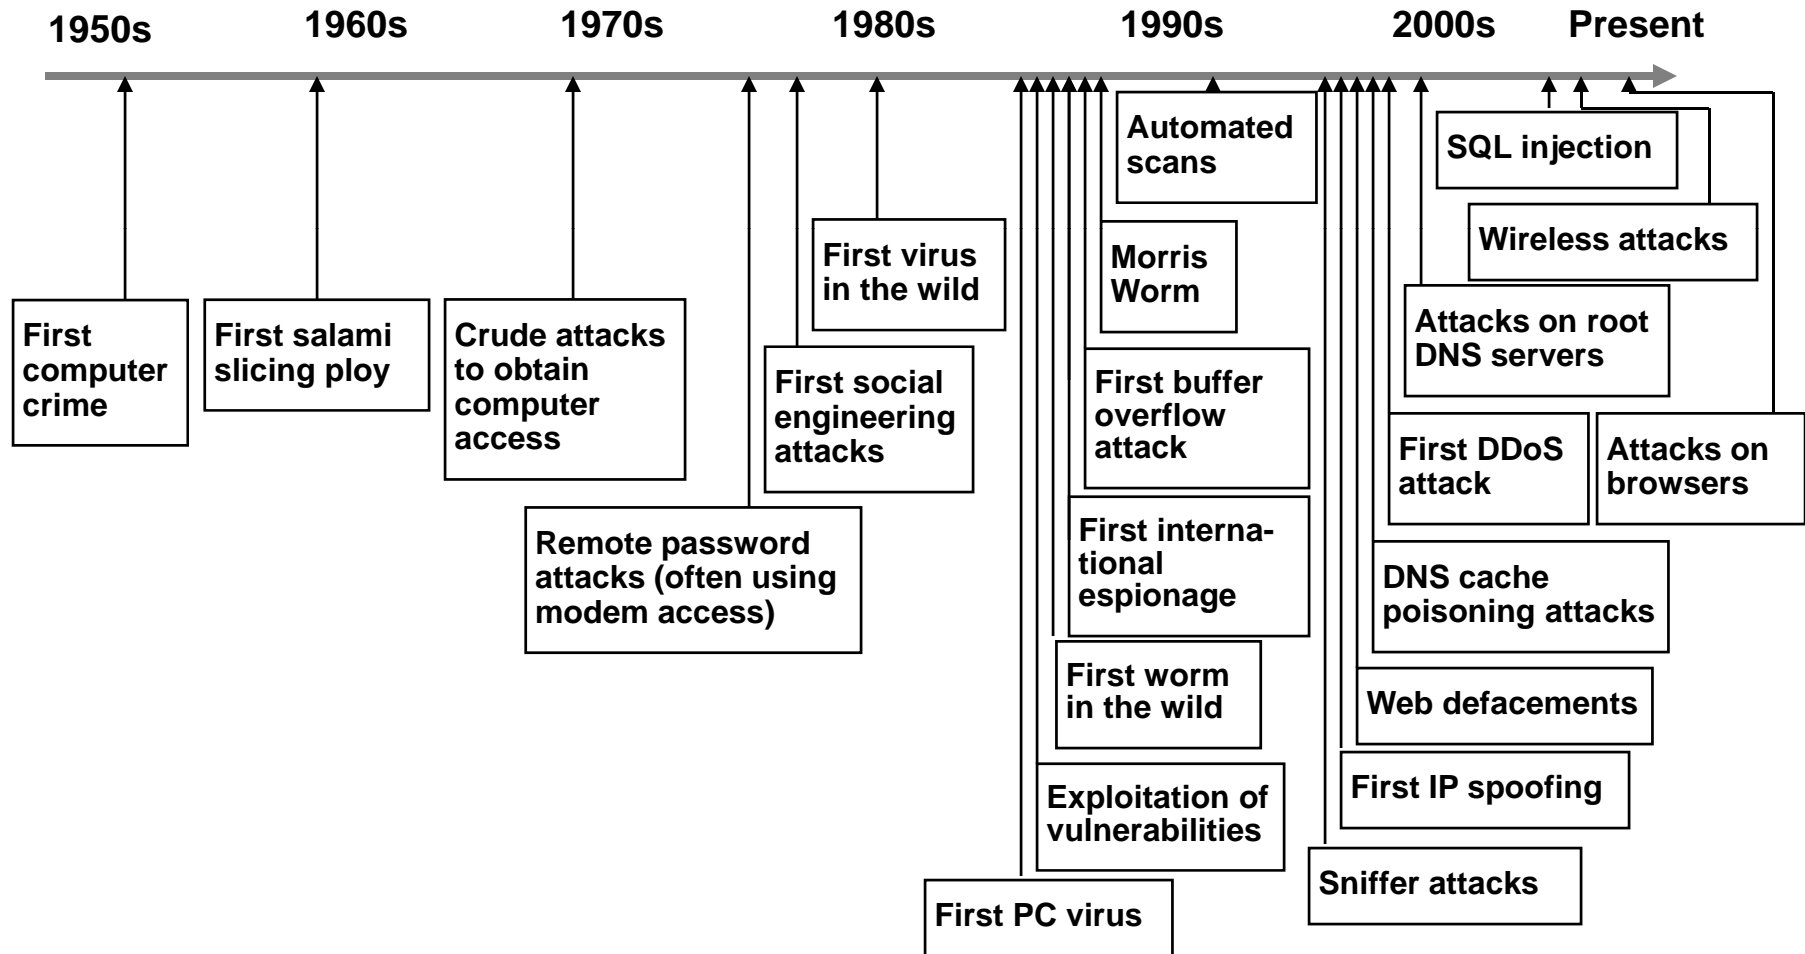 1950s
1960s
1970s
1980s
1990s
2000s
Present
First
computer
crime
First salami
slicing ploy
Crude attacks
to obtain
computer
access
Remote password
attacks (often using
modem access)
First social
engineering
attacks
First virus
in the wild
First PC virus
Exploitation of
vulnerabilities
First worm
in the wild
First interna-
tional
espionage
First buffer
overflow
attack
Morris
Worm
Automated
scans
Sniffer attacks
First IP spoofing
Web defacements
DNS cache
poisoning attacks
First DDoS
attack
Attacks on root
DNS servers
SQL injection
Wireless attacks
Attacks on
browsers